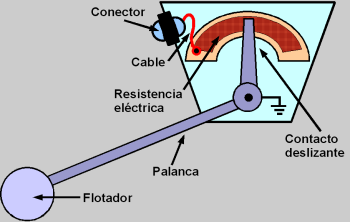 Conector
Cable
Resistencia
eléctrica
Contacto
deslizante
Palanca
Flotador